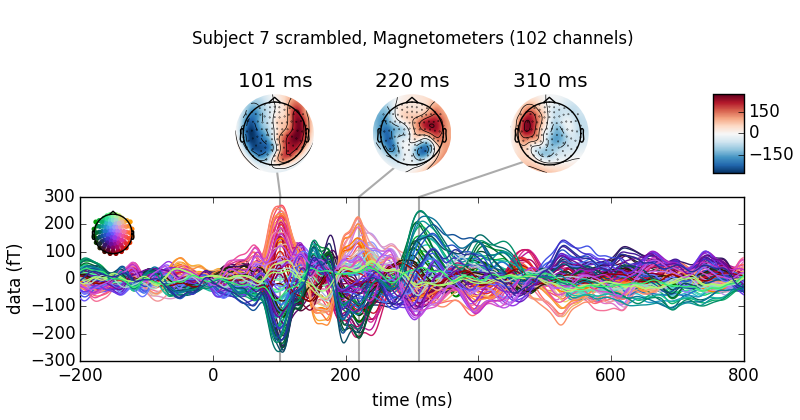 Subject 7 scrambled, Magnetometers (102 channels)
101 ms 220 ms 310 ms
150
0
−150
300
200
100
0
−100
−200
−300
data (fT)
−200 0 200 400 600 800
time (ms)